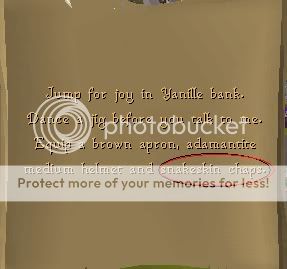 Jump for joy in Yanille bank.
Dance a jig before you talk to me.
photobucket
Equip a brown apron, adamantite
medium helmet and snakeskin chaps.
Protect more of your memories for less!